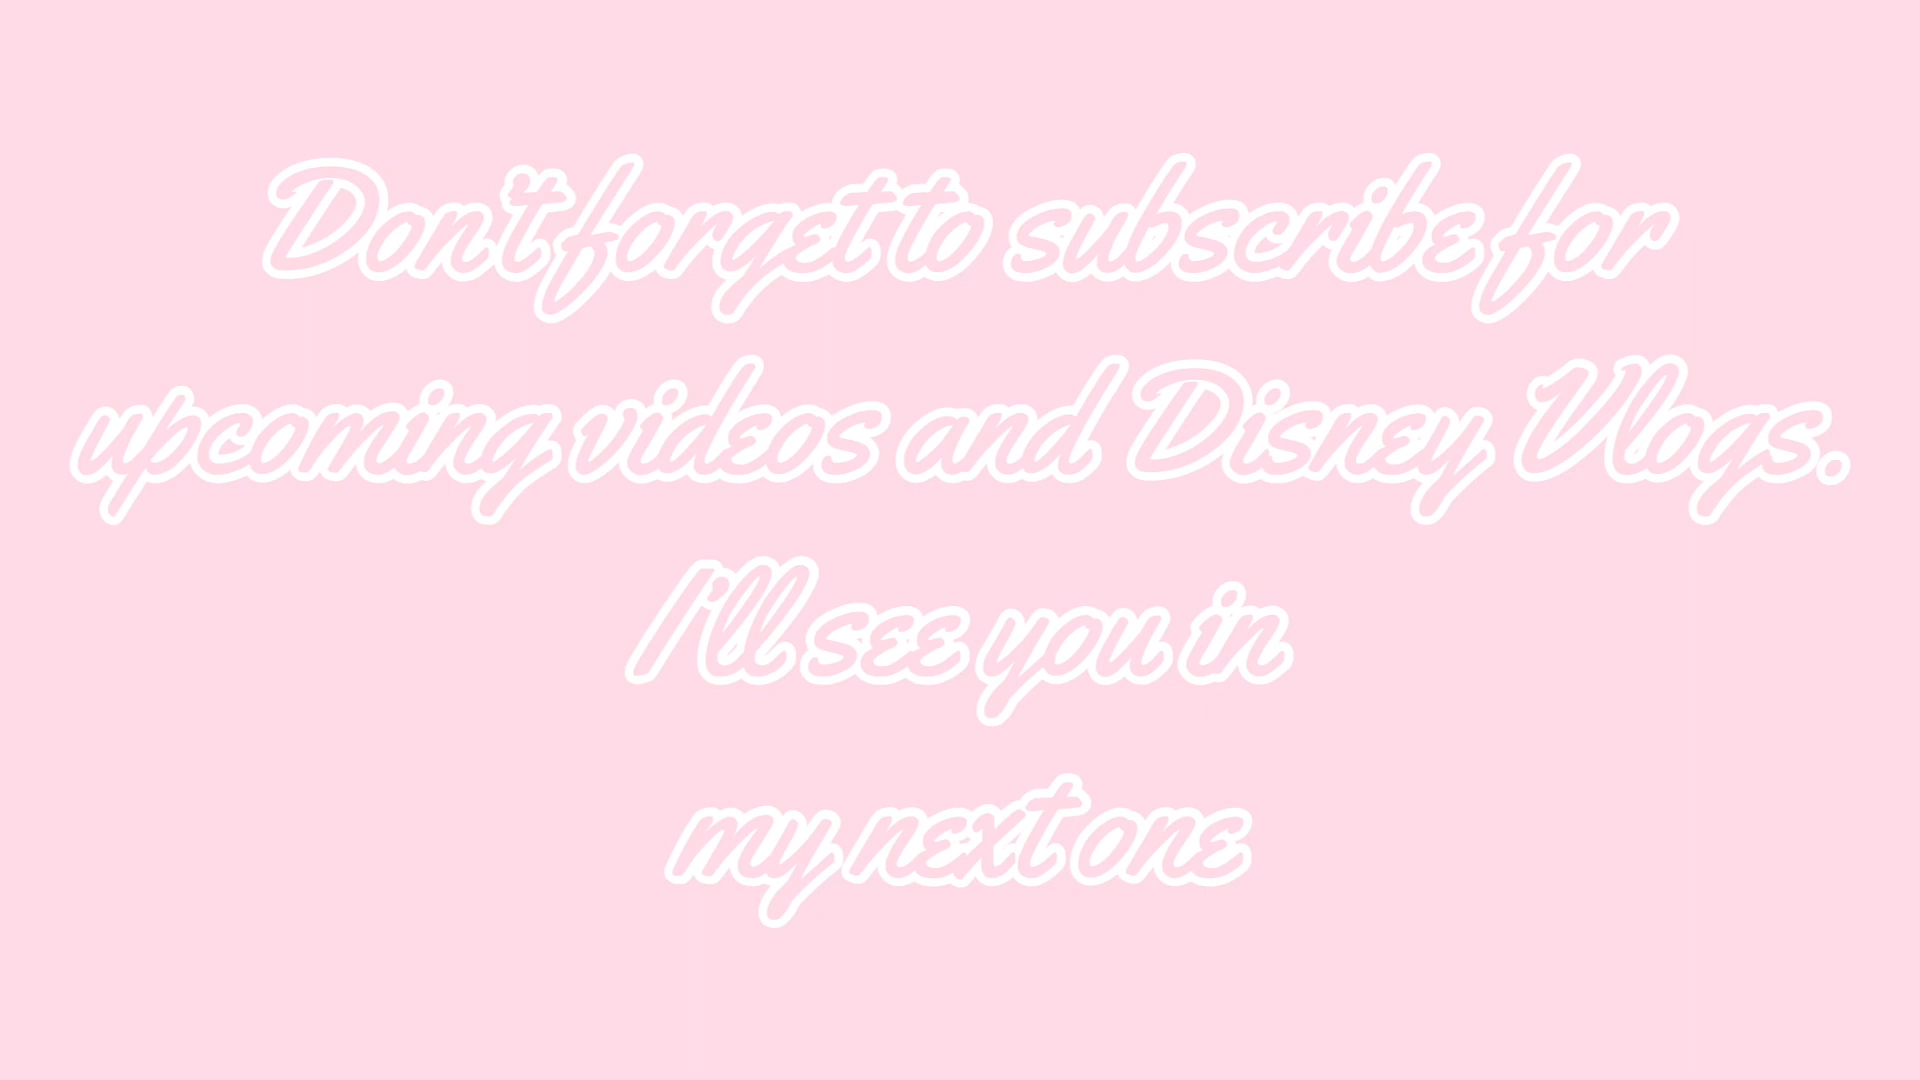 Don't forget to subscribe for
upcoming videos and Disney Vlogs.
I'll see you in
my next one